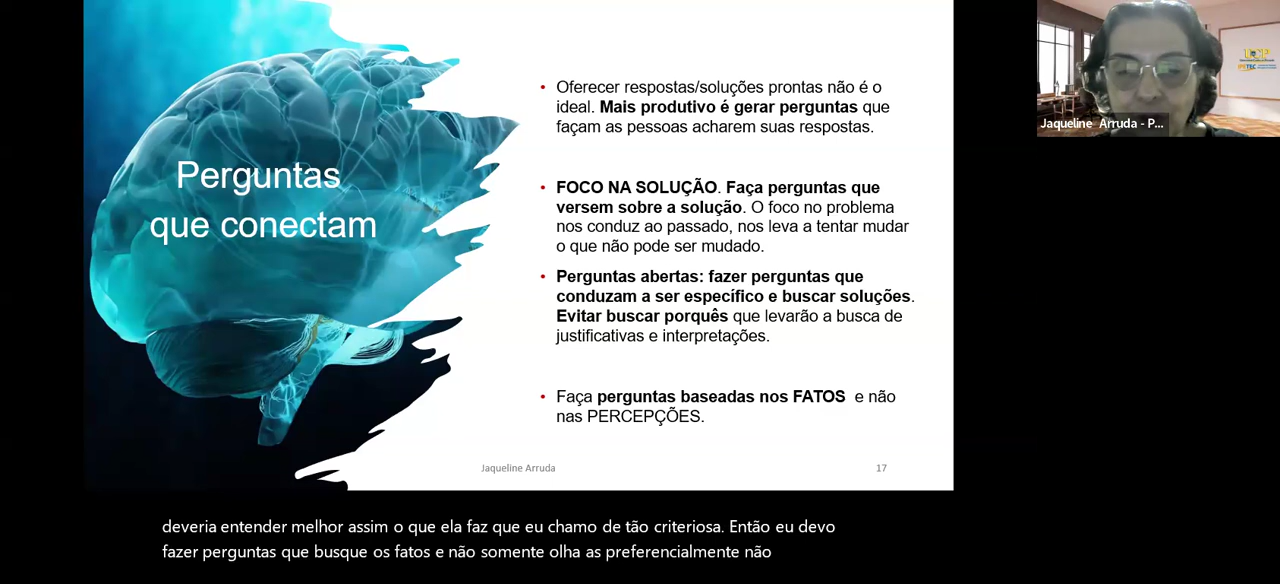 Perguntas
que conectam
• Oferecer respostas/soluções prontas não é o
ideal. Mais produtivo é gerar perguntas que
façam as pessoas acharem suas respostas.
• FOCO NA SOLUÇÃO. Faça perguntas que
versem sobre a solução. O foco no problema
nos conduz ao passado, nos leva a tentar mudar
o que não pode ser mudado.
• Perguntas abertas: fazer perguntas que
conduzam a ser específico e buscar soluções.
Evitar buscar porquês que levarão a busca de
justificativas e interpretações.
• Faça perguntas baseadas nos FATOS e não
nas PERCEPÇÕES.
Jaqueline Arruda
17
Jaqueline Arruda - P...
deveria entender melhor assim o que ela faz que eu chamo de tão criteriosa. Então eu devo
fazer perguntas que busque os fatos e não somente olha as preferencialmente não